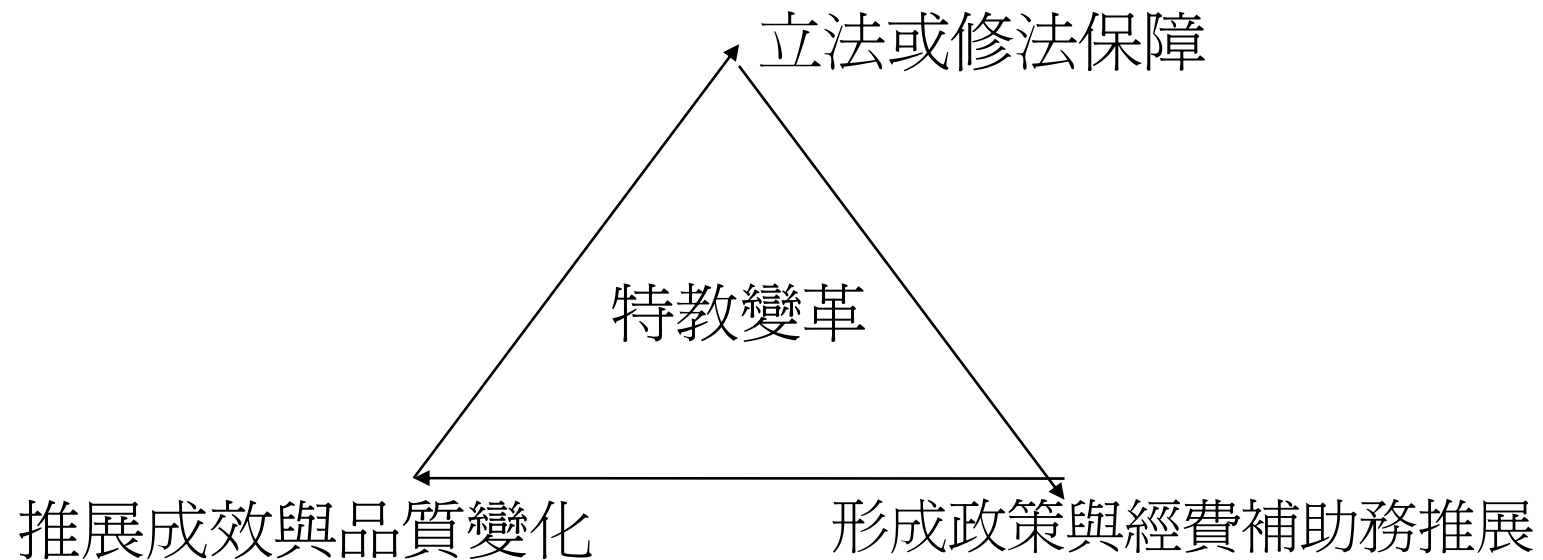 立法或修法保障
特教變革
推展成效與品質變化
形成政策與經費補助務推展